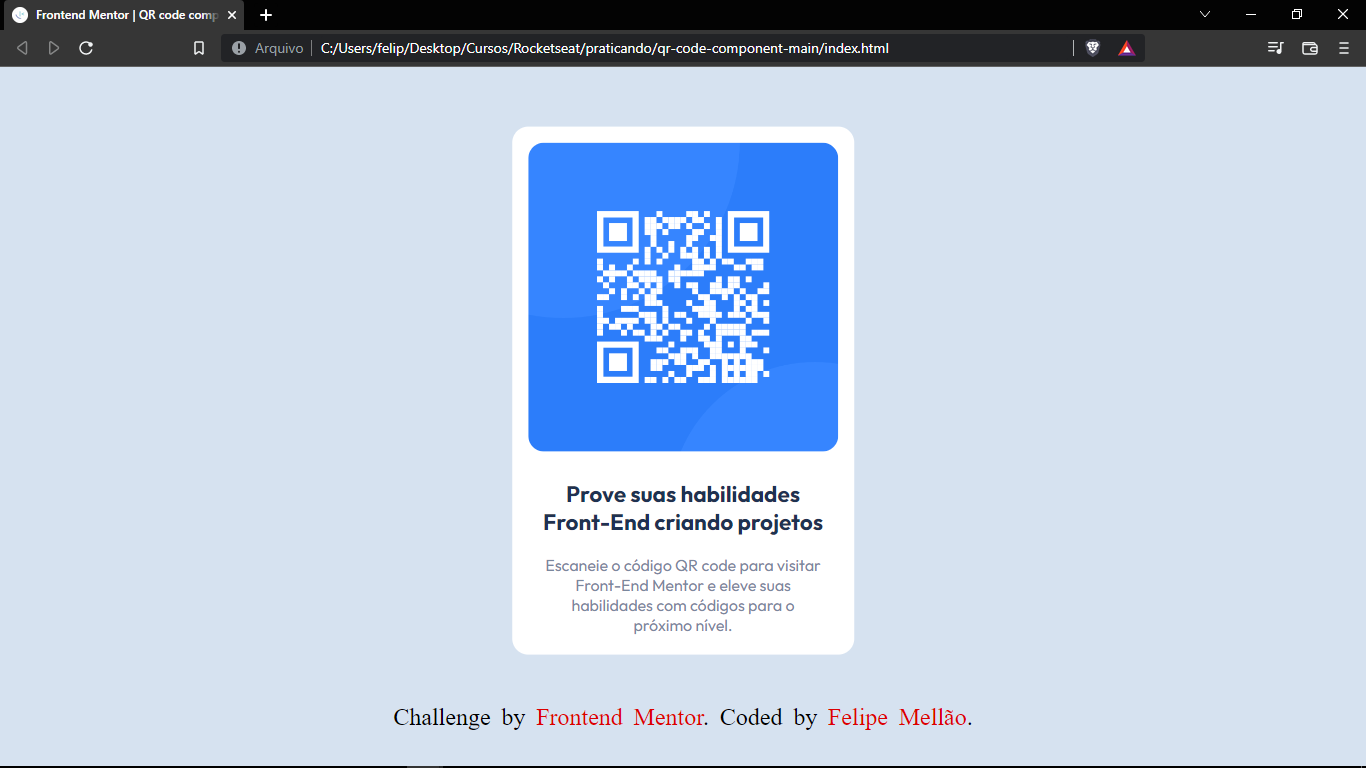 Frontend Mentor | QR code comp
Arquivo C:/Users/felip/Desktop/Cursos/Rocketseat/praticando/qr-code-component-main/index.html
Prove suas habilidades
Front-End criando projetos
Escaneie o código QR code para visitar
Front-End Mentor e eleve suas
habilidades com códigos para o
próximo nível.
Challenge by Frontend Mentor. Coded by Felipe Mellão.